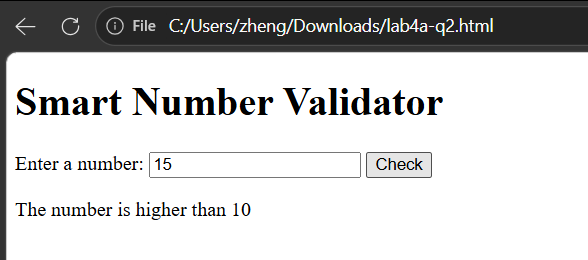 File C:/Users/zheng/Downloads/lab4a-q2.html
Smart Number Validator
Enter a number: 15 Check
The number is higher than 10